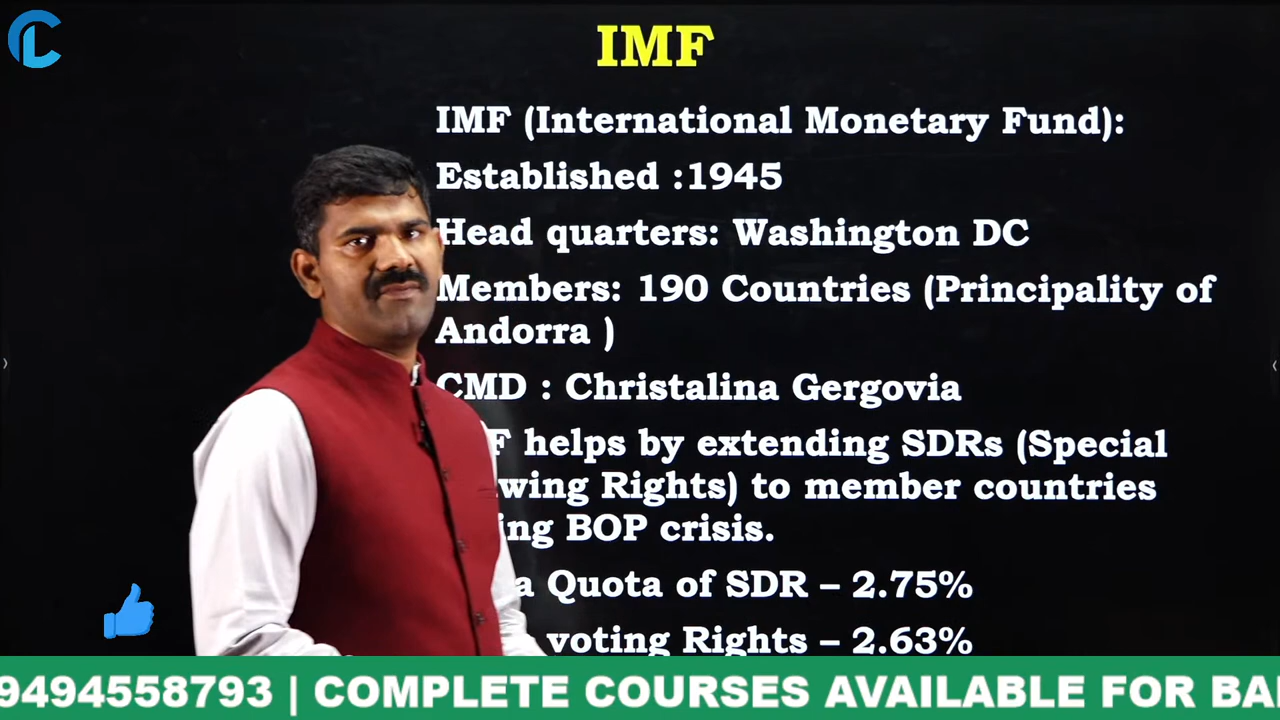 IMF
IMF (International Monetary Fund):
Established :1945
Head quarters: Washington DC
Members: 190 Countries (Principality of
Andorra )
CMD : Christalina Gergovia
helps by extending SDRs (Special
Rights) to member countries
BOP crisis.
Quota of SDR – 2.75%
voting Rights – 2.63%
9494558793 | COMPLETE COURSES AVAILABLE FOR